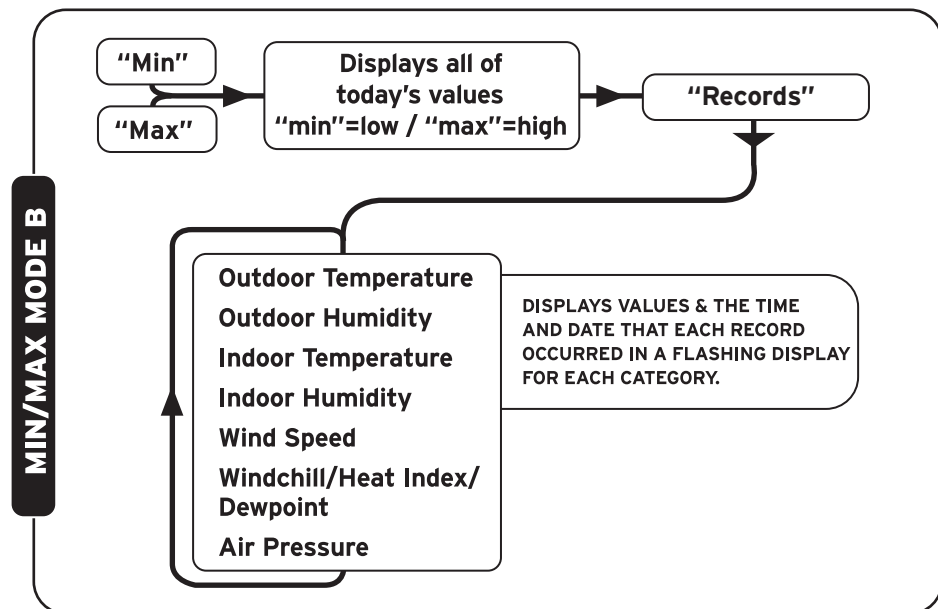 MIN/MAX MODE B
“Min”
“Max”
Displays all of
today's values
“min”=low / “max”=high
“Records”
Outdoor Temperature
Outdoor Humidity
Indoor Temperature
Indoor Humidity
Wind Speed
Windchill/Heat Index/
Dewpoint
Air Pressure
DISPLAYS VALUES & THE TIME
AND DATE THAT EACH RECORD
OCCURRED IN A FLASHING DISPLAY
FOR EACH CATEGORY.